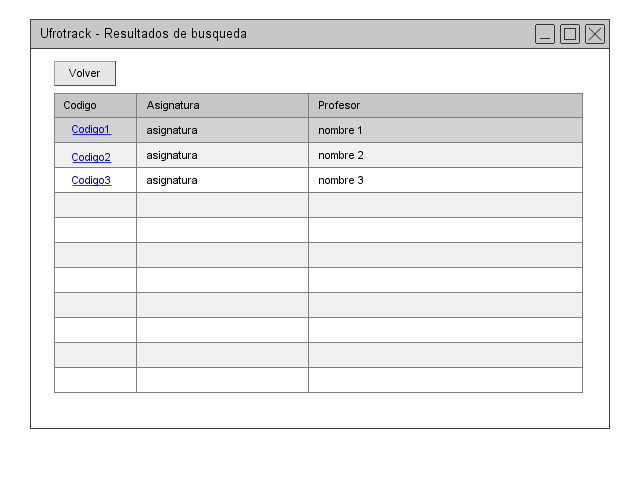 Ufrotrack - Resultados de busqueda
Volver
Codigo Asignatura Profesor
Codigo1 asignatura nombre 1
Codigo2 asignatura nombre 2
Codigo3 asignatura nombre 3